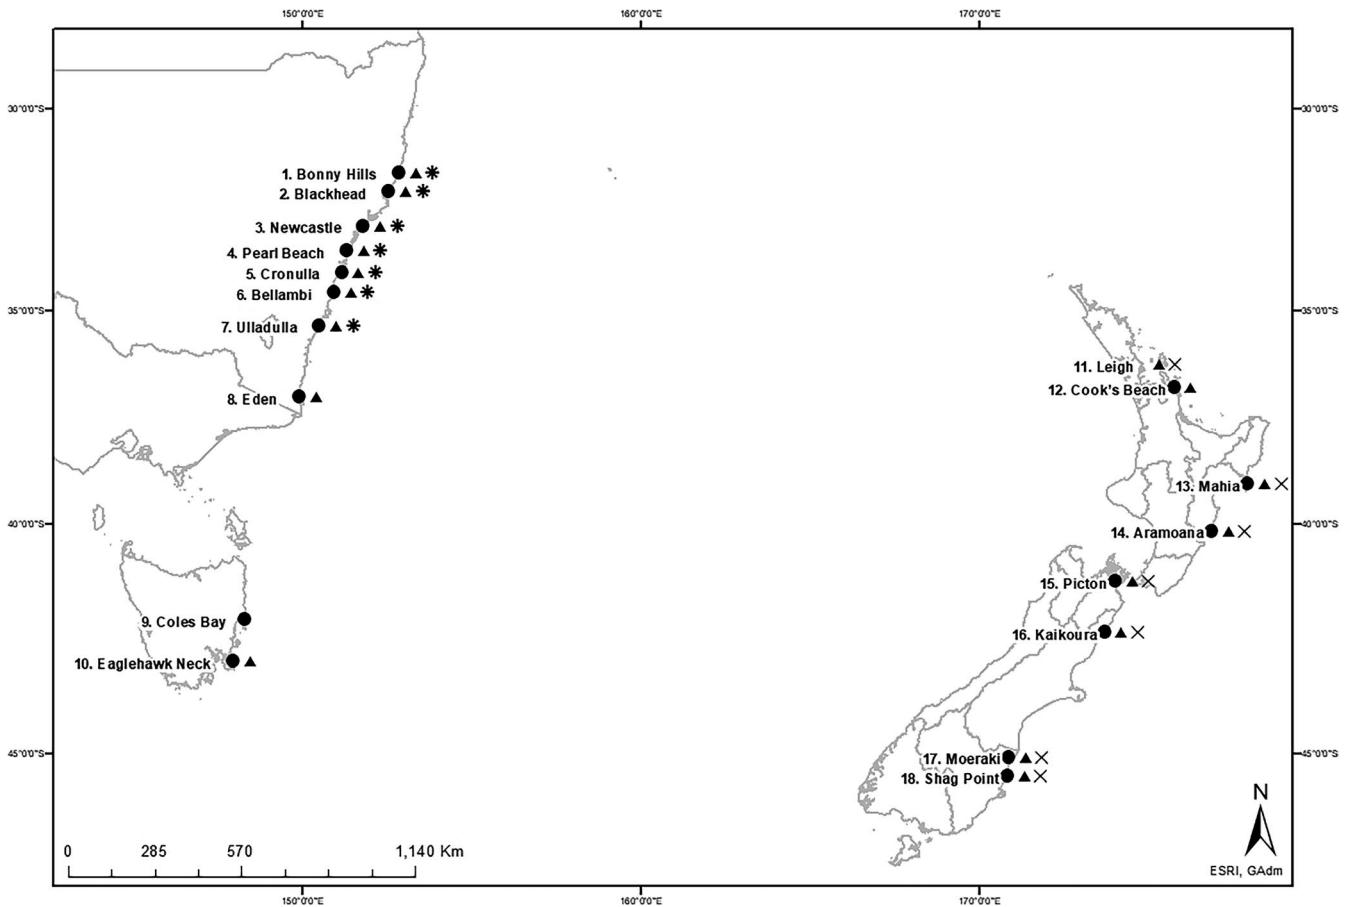 150°0'0"E 160°0'0"E 170°0'0"E
30°0'0"S 30°0'0"S
1. Bonny Hills
2. Blackhead
3. Newcastle
4. Pearl Beach
5. Cronulla
6. Bellambi
35°0'0"S 35°0'0"S
7. Ulladulla
11. Leigh
12. Cook's Beach
8. Eden
13. Mahia
40°0'0"S 40°0'0"S
14. Aramoana
15. Picton
9. Coles Bay
16. Kaikoura
10. Eaglehawk Neck
45°0'0"S 45°0'0"S
17. Moeraki
18. Shag Point
N
0 285 570 1,140 Km
ESRI, GAdm
150°0'0"E 160°0'0"E 170°0'0"E